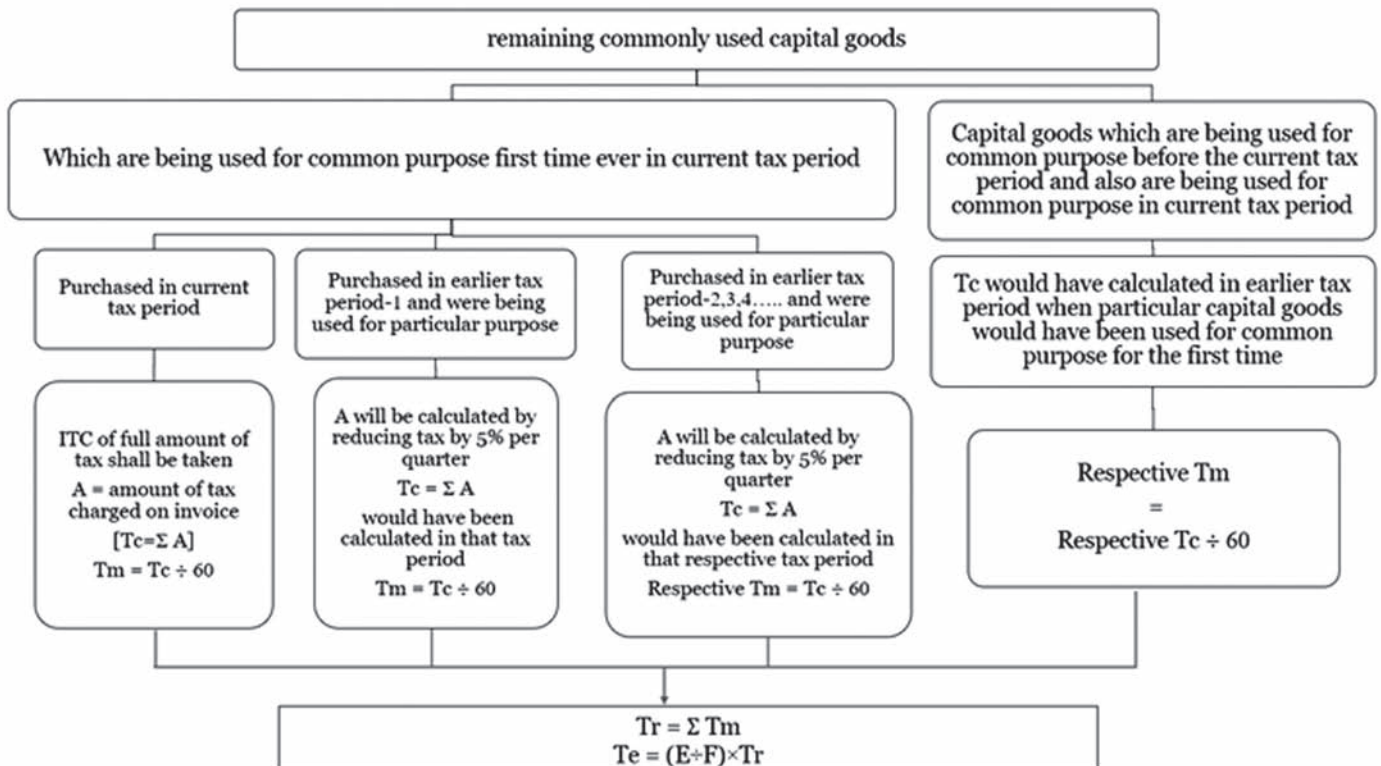 remaining commonly used capital goods
Which are being used for common purpose first time ever in current tax period
Capital goods which are being used for
common purpose before the current tax
period and also are being used for
common purpose in current tax period
Purchased in current
tax period
Purchased in earlier tax
period-1 and were being
used for particular purpose
Purchased in earlier tax
period-2,3,4..... and were
being used for particular
purpose
Tc would have calculated in earlier tax
period when particular capital goods
would have been used for common
purpose for the first time
ITC of full amount of
tax shall be taken
A = amount of tax
charged on invoice
[Tc=Σ A]
Tm = Tc ÷ 60
A will be calculated by
reducing tax by 5% per
quarter
Tc = Σ A
would have been
calculated in that tax
period
Tm = Tc ÷ 60
A will be calculated by
reducing tax by 5% per
quarter
Tc = Σ A
would have been calculated in
that respective tax period
Respective Tm = Tc ÷ 60
Respective Tm
=
Respective Tc ÷ 60
Tr = Σ Tm
Te = (E÷F)×Tr